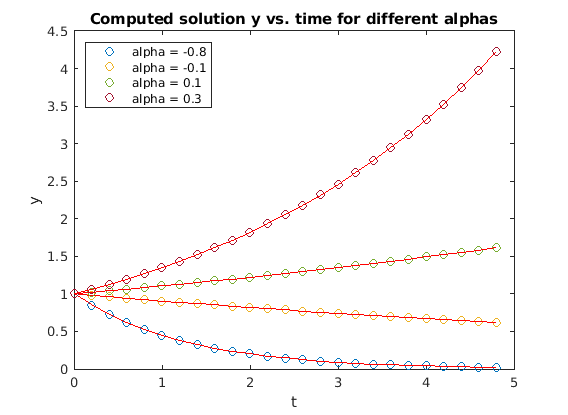 Computed solution y vs. time for different alphas
4.5
4
3.5
3
2.5
2
1.5
1
0.5
0
y
alpha = -0.8
alpha = -0.1
alpha = 0.1
alpha = 0.3
0 1 2 3 4 5
t